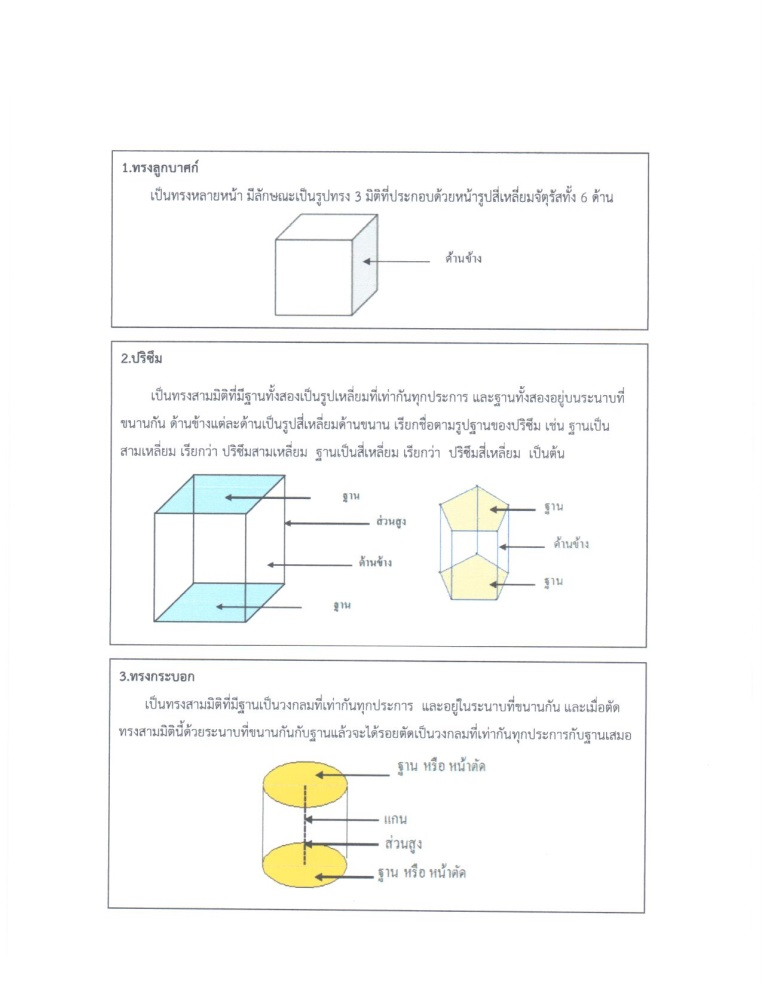 1.ทรงลูกบาศก์
เป็นทรงหลายหน้า มีลักษณะเป็นรูปทรง 3 มิติที่ประกอบด้วยหน้ารูปสี่เหลี่ยมจัตุรัสทั้ง 6 ด้าน
ด้านข้าง
2.ปริซึม
เป็นทรงสามมิติที่มีฐานทั้งสองเป็นรูปเหลี่ยมที่เท่ากันทุกประการ และฐานทั้งสองอยู่บนระนาบที่
ขนานกัน ด้านข้างแต่ละด้านเป็นรูปสี่เหลี่ยมด้านขนาน เรียกชื่อตามรูปฐานของปริซึม เช่น ฐานเป็น
สามเหลี่ยม เรียกว่า ปริซึมสามเหลี่ยม ฐานเป็นสี่เหลี่ยม เรียกว่า ปริซึมสี่เหลี่ยม เป็นต้น
ฐาน
ส่วนสูง
ด้านข้าง
ฐาน
ฐาน
ด้านข้าง
ฐาน
3.ทรงกระบอก
เป็นทรงสามมิติที่มีฐานเป็นวงกลมที่เท่ากันทุกประการ และอยู่ในระนาบที่ขนานกัน และเมื่อตัด
ทรงสามมิตินี้ด้วยระนาบที่ขนานกันกับฐานแล้วจะได้รอยตัดเป็นวงกลมที่เท่ากันทุกประการกับฐานเสมอ
ฐาน หรือ หน้าตัด
แกน
ส่วนสูง
ฐาน หรือ หน้าตัด